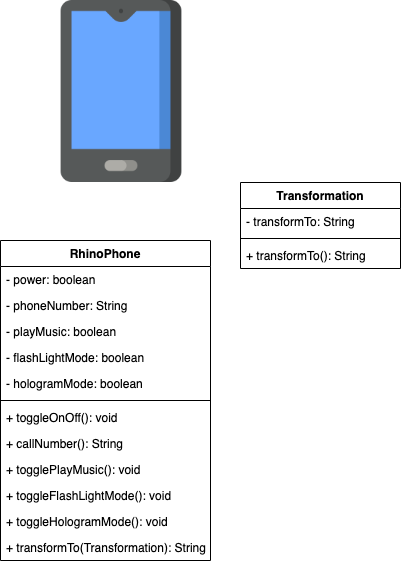 Transformation
- transformTo: String
+ transformTo(): String
RhinoPhone
- power: boolean
- phoneNumber: String
- playMusic: boolean
- flashLightMode: boolean
- hologramMode: boolean
+ toggleOnOff(): void
+ callNumber(): String
+ togglePlayMusic(): void
+ toggleFlashLightMode(): void
+ toggleHologramMode(): void
+ transformTo(Transformation): String